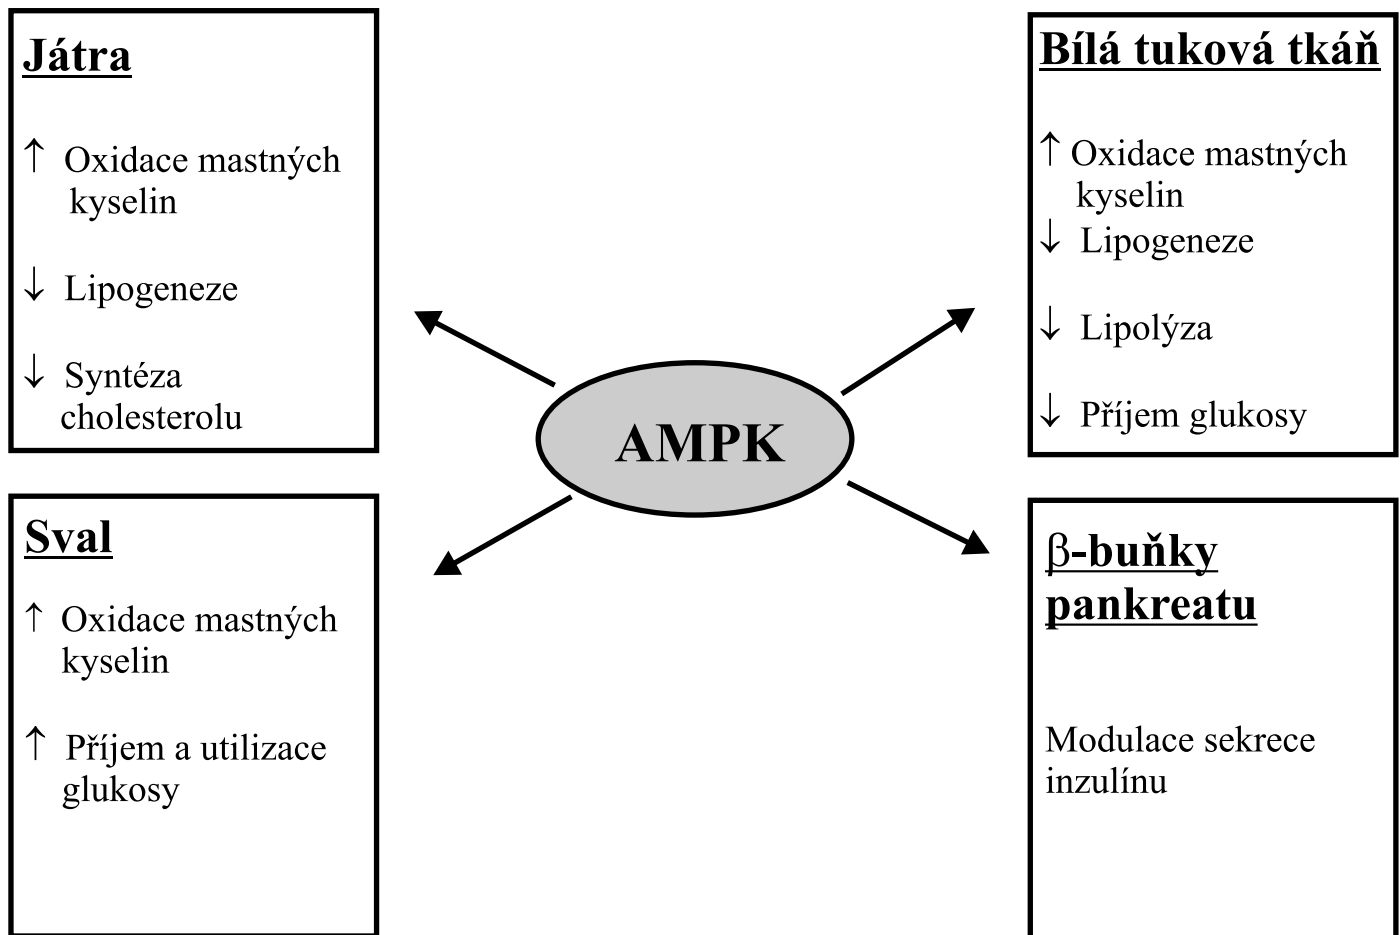 Játra
↑ Oxidace mastných
kyselin
↓ Lipogeneze
↓ Syntéza
cholesterolu
Bílá tuková tkáň
↑ Oxidace mastných
kyselin
↓ Lipogeneze
↓ Lipolýza
↓ Příjem glukosy
AMPK
Sval
↑ Oxidace mastných
kyselin
↑ Příjem a utilizace
glukosy
β-buňky
pankreatu
Modulace sekrece
inzulínu